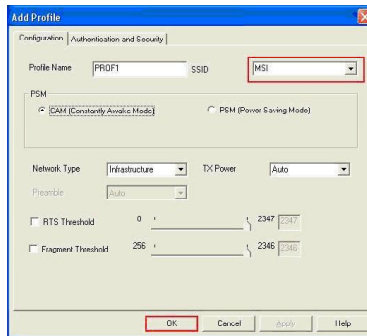 Add Profile
Configuration Authentication and Security
Profile Name PROF1 SSID MSI
PSM
CAM (Constantly Awake Mode) PSM (Power Saving Mode)
Network Type Infrastructure TX Power Auto
Preamble Auto
RTS Threshold 0 2347 2347
Fragment Threshold 256 2346 2346
OK Cancel Apply Help